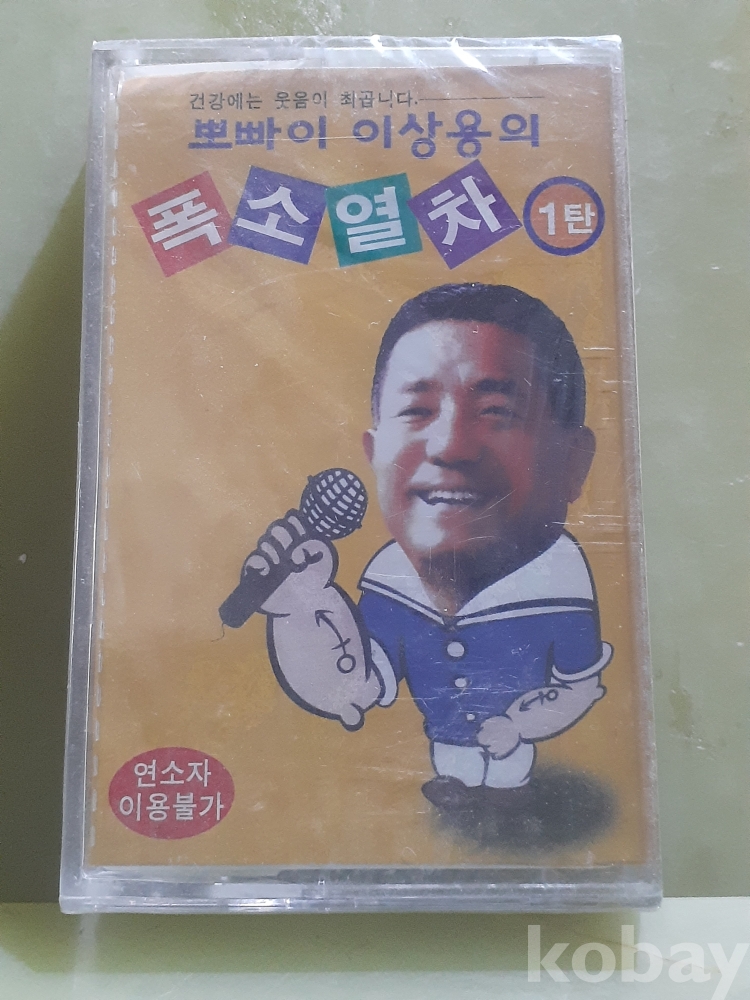 건강에는 웃음이 최곱니다.
뽀빠이 이상용의
폭소열차 1탄
연소자
이용불가
kobay